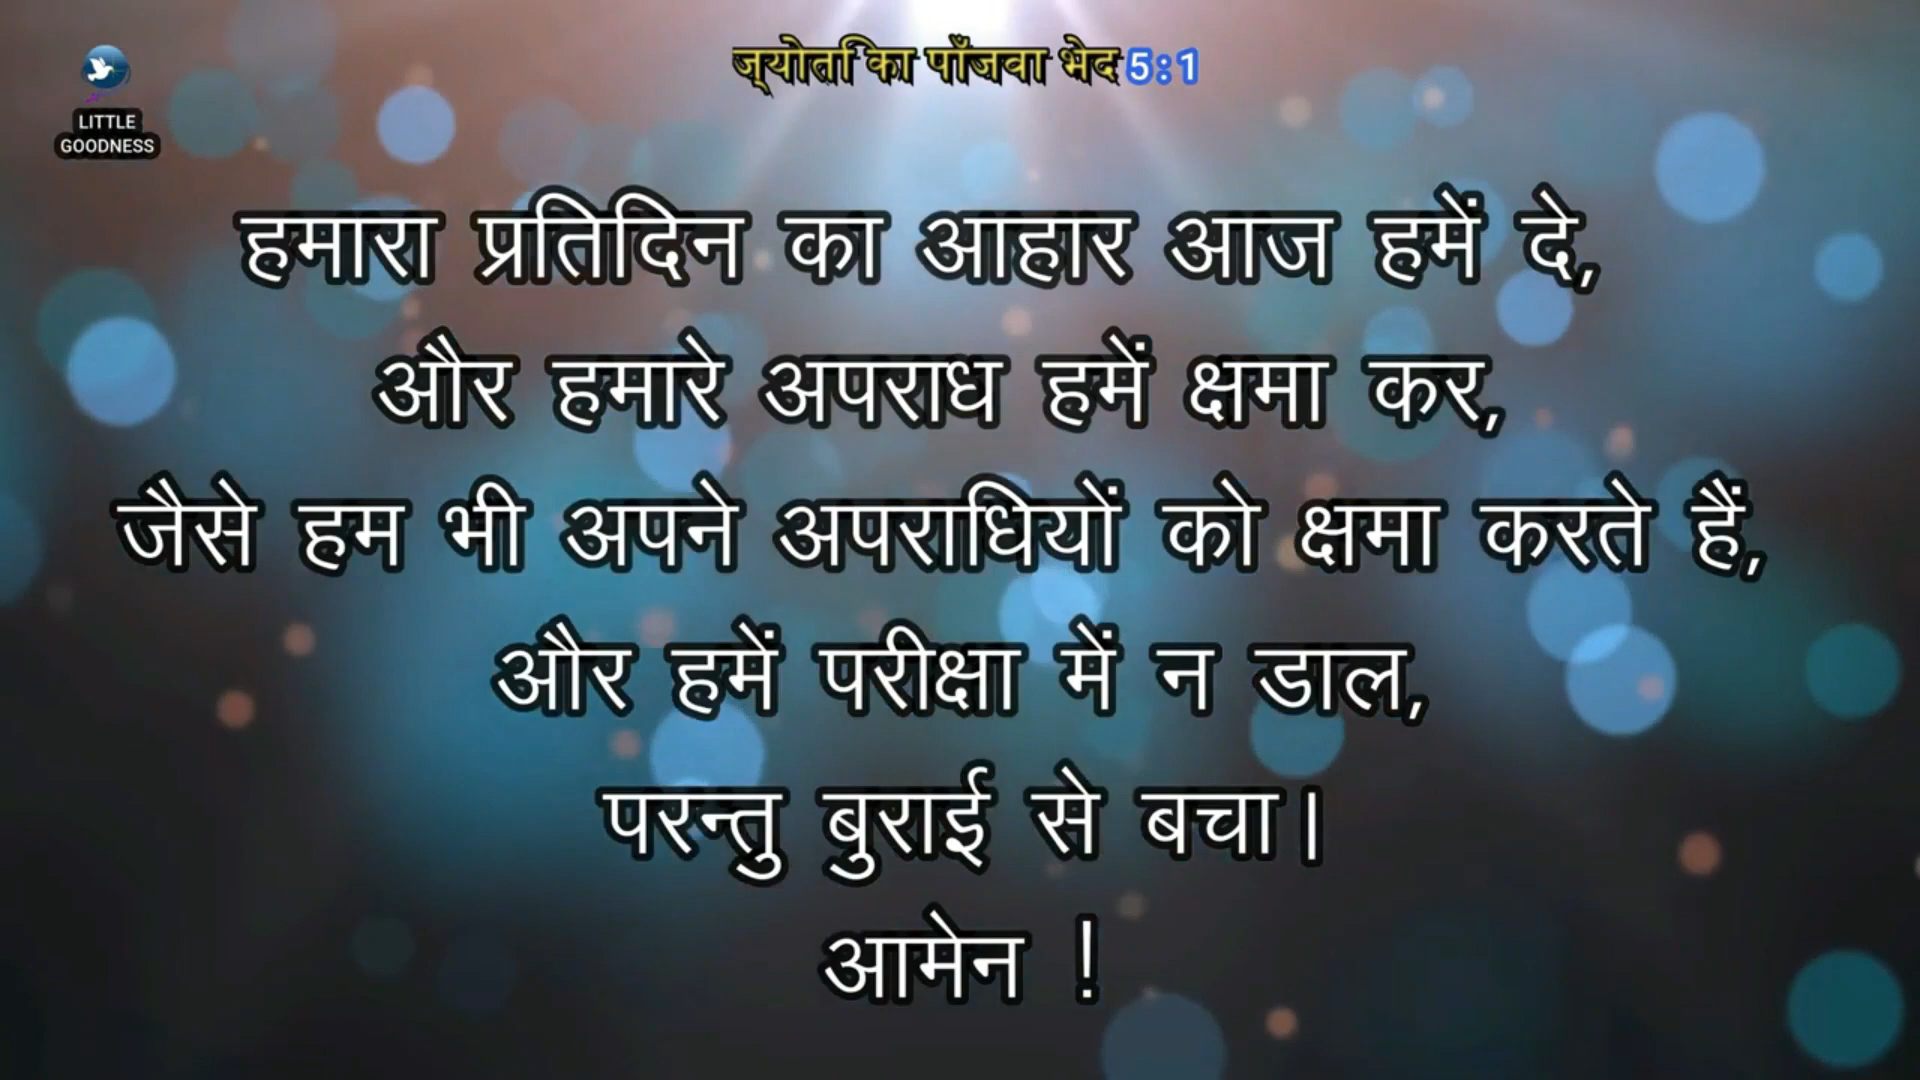 ज्योति का पाँजवा भेद 5:1
LITTLE
GOODNESS
हमारा प्रतिदिन का आहार आज हमें दे,
और हमारे अपराध हमें क्षमा कर,
जैसे हम भी अपने अपराधियों को क्षमा करते हैं,
और हमें परीक्षा में न डाल,
परन्तु बुराई से बचा।
आमेन !